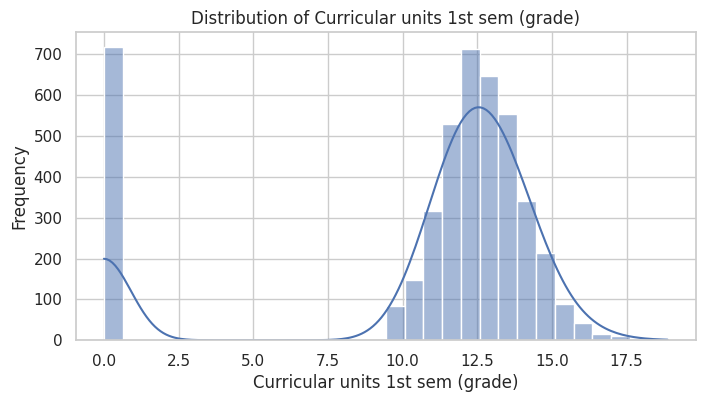 Distribution of Curricular units 1st sem (grade)
Frequency
700
600
500
400
300
200
100
0
0.0 2.5 5.0 7.5 10.0 12.5 15.0 17.5
Curricular units 1st sem (grade)